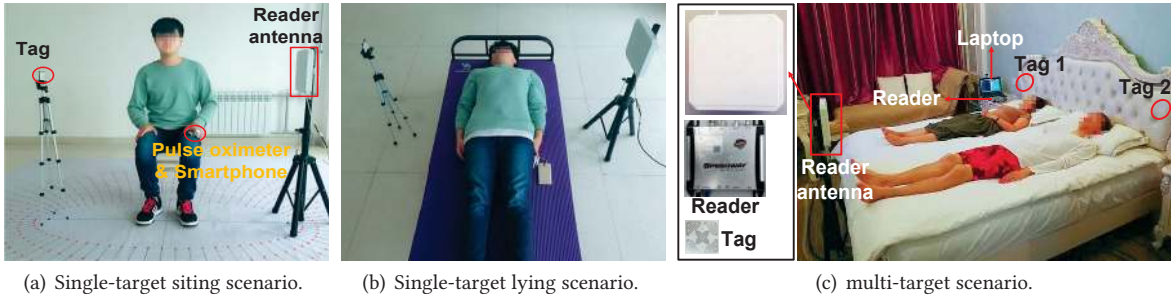 Tag
Reader
antenna
Pulse oximeter
& Smartphone
Reader
Tag
Laptop
Tag 1
Tag 2
Reader
Reader
antenna
(a) Single-target siting scenario.
(b) Single-target lying scenario.
(c) multi-target scenario.